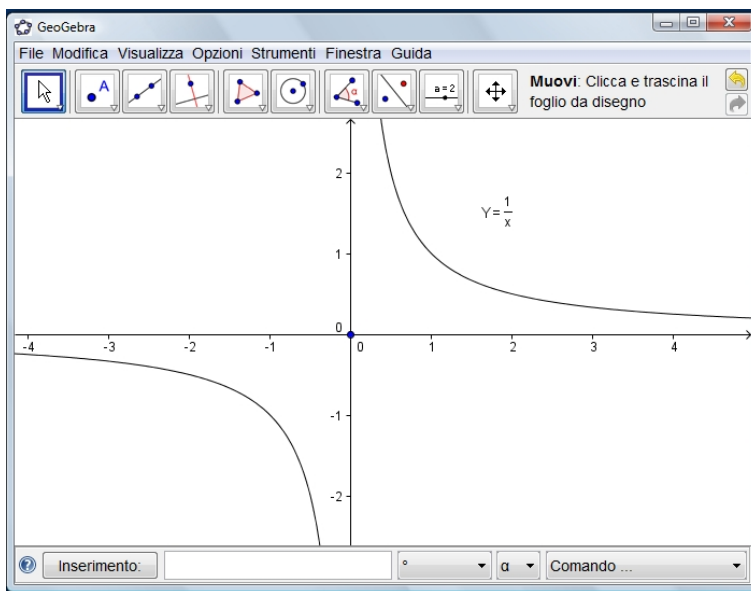 GeoGebra
File Modifica Visualizza Opzioni Strumenti Finestra Guida
A
α
a = 2
Muovi: Clicca e trascina il
foglio da disegno
2
Y = 1/x
1
0
-4 -3 -2 -1 0 1 2 3 4
-1
-2
Inserimento:
°
α
Comando ...